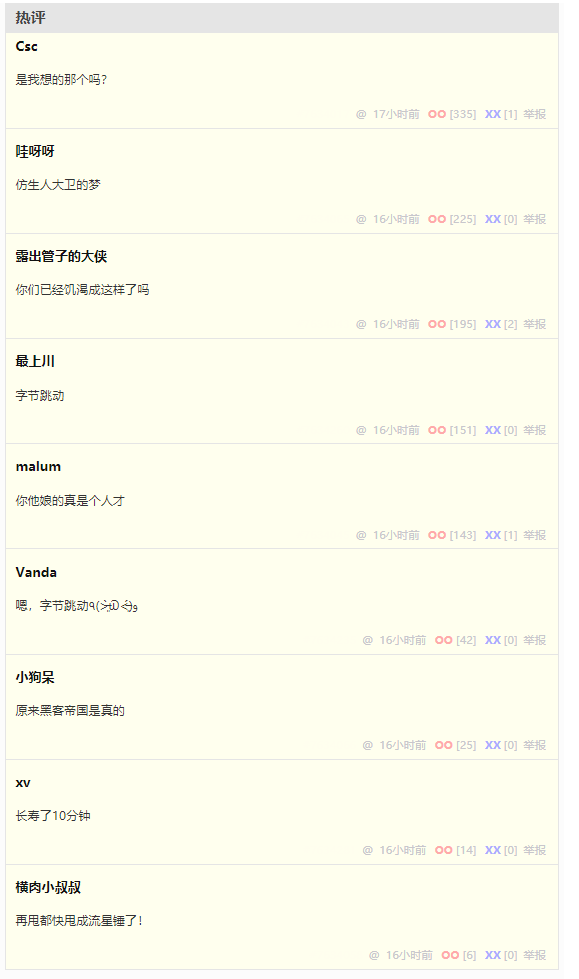 热评
Csc
是我想的那个吗?
@ 17小时前 OO [335] XX [1] 举报
哇呀呀
仿生人大卫的梦
@ 16小时前 OO [225] XX [0] 举报
露出管子的大侠
你们已经饥渴成这样了吗
@ 16小时前 OO [195] XX [2] 举报
最上川
字节跳动
@ 16小时前 OO [151] XX [0] 举报
malum
你他娘的真是个人才
@ 16小时前 OO [143] XX [1] 举报
Vanda
嗯，字节跳动
@ 16小时前 OO [42] XX [0] 举报
小狗呆
原来黑客帝国是真的
@ 16小时前 OO [25] XX [0] 举报
xv
长寿了10分钟
@ 16小时前 OO [14] XX [0] 举报
横肉小叔叔
再甩都快甩成流星锤了!
@ 16小时前 OO [6] XX [0] 举报